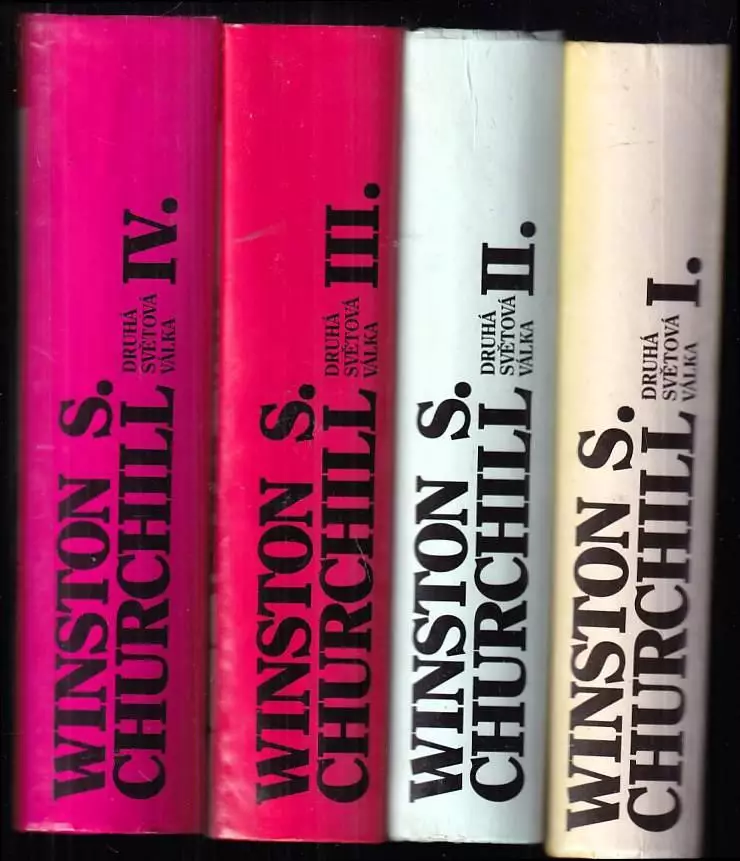 WINSTON S.
CHURCHILL
DRUHÁ
SVĚTOVÁ
VÁLKA
IV.
WINSTON S.
CHURCHILL
DRUHÁ
SVĚTOVÁ
VÁLKA
III.
WINSTON S.
CHURCHILL
DRUHÁ
SVĚTOVÁ
VÁLKA
II.
WINSTON S.
CHURCHILL
DRUHÁ
SVĚTOVÁ
VÁLKA
I.